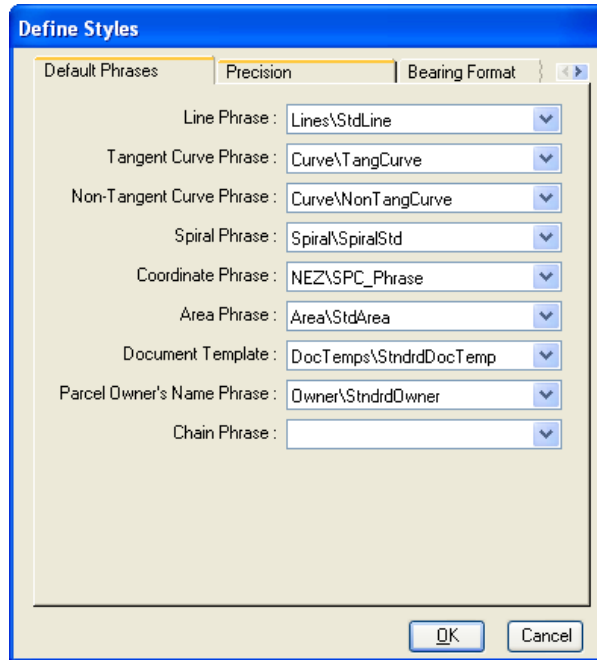 Define Styles
Default Phrases Precision Bearing Format
Line Phrase : Lines\StdLine
Tangent Curve Phrase : Curve\TangCurve
Non-Tangent Curve Phrase : Curve\NonTangCurve
Spiral Phrase : Spiral\SpiralStd
Coordinate Phrase : NEZ\SPC_Phrase
Area Phrase : Area\StdArea
Document Template : DocTemps\StndrdDocTemp
Parcel Owner's Name Phrase : Owner\StndrdOwner
Chain Phrase :
OK Cancel